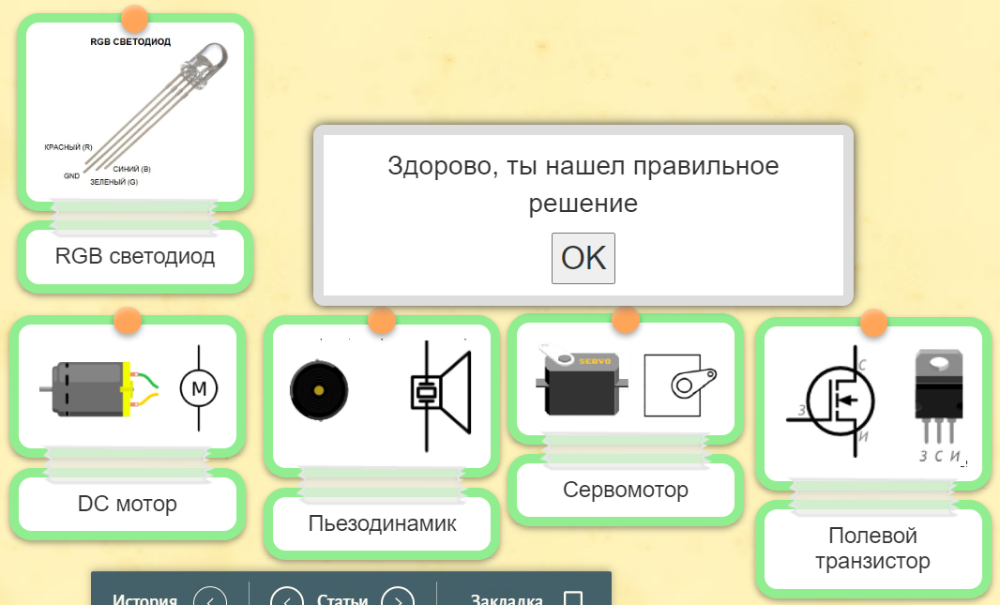 RGB СВЕТОДИОД
КРАСНЫЙ (R)
СИНИЙ (B)
GND
ЗЕЛЕНЫЙ (G)
RGB светодиод
Здорово, ты нашел правильное
решение
OK
M
DC мотор
Пьезодинамик
SERVO
Сервомотор
С
З
И
З С И
Полевой
транзистор
История
Статьи
Закладка